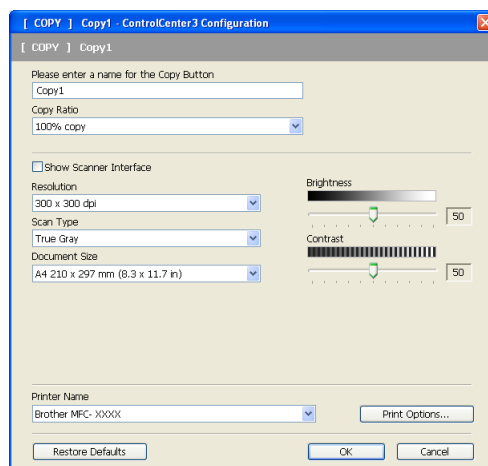 [ COPY ] Copy1 - ControlCenter3 Configuration
[ COPY ] Copy1
Please enter a name for the Copy Button
Copy1
Copy Ratio
100% copy
Show Scanner Interface
Resolution
300 x 300 dpi
Scan Type
True Gray
Document Size
A4 210 x 297 mm (8.3 x 11.7 in)
Brightness
50
Contrast
50
Printer Name
Brother MFC- XXXX
Print Options...
Restore Defaults
OK
Cancel